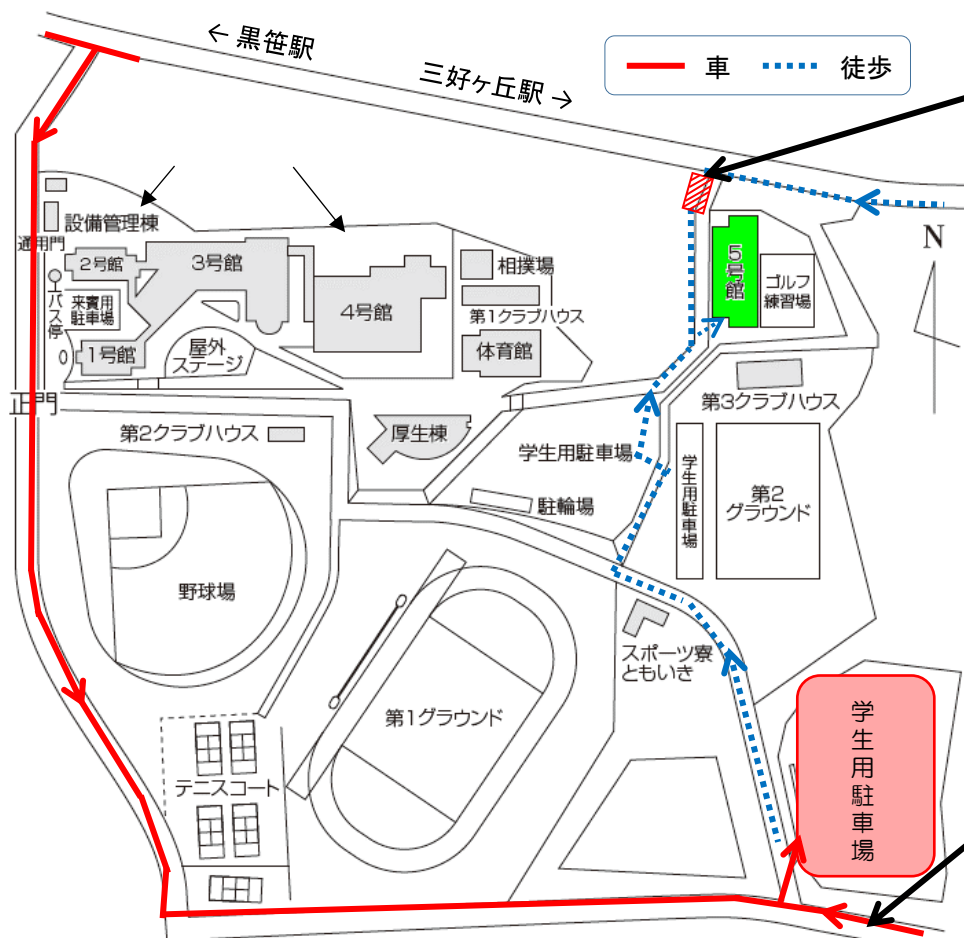 ← 黒笹駅
三好ヶ丘駅 →
車
徒歩
N
設備管理棟
通用門
2号館
3号館
バス停
来賓用
駐車場
1号館
屋外
ステージ
4号館
相撲場
第1クラブハウス
体育館
5号館
ゴルフ
練習場
正門
第2クラブハウス
厚生棟
第3クラブハウス
学生用駐車場
学生用駐車場
第2
グラウンド
駐輪場
野球場
スポーツ寮
ともいき
第1グラウンド
テニスコート
学生用駐車場